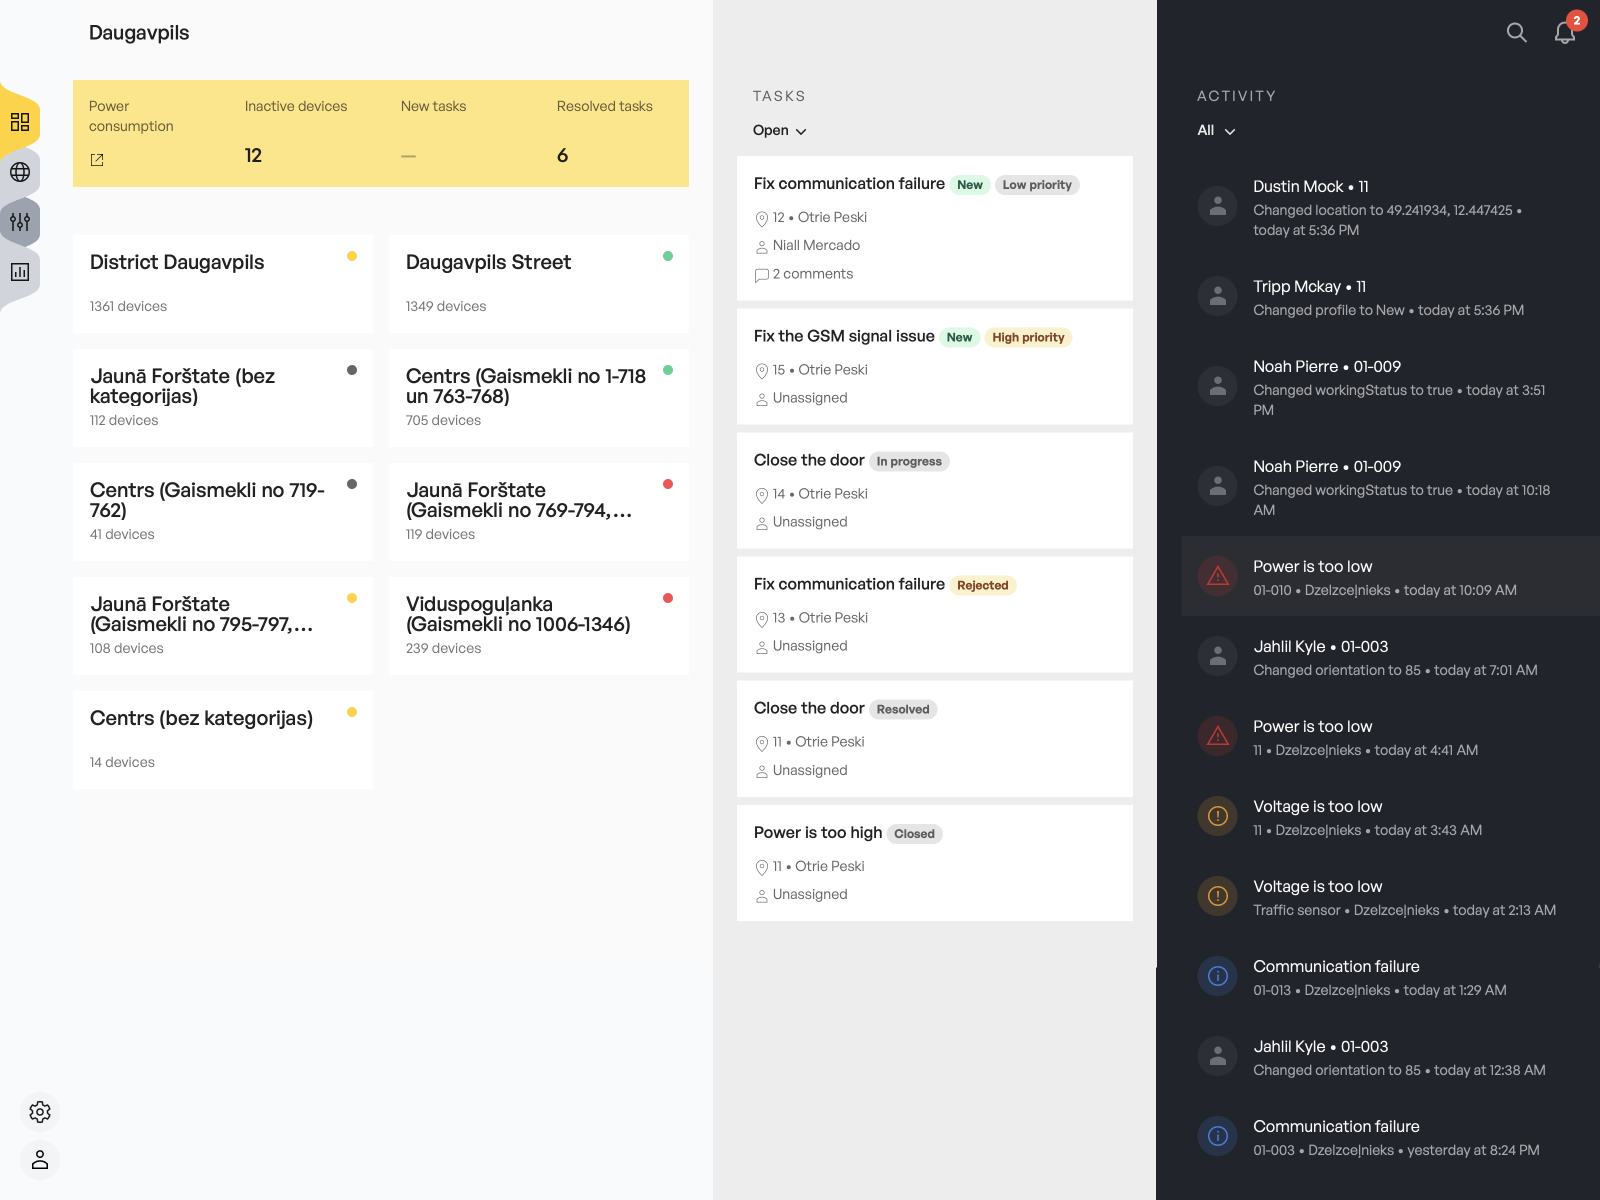 Daugavpils
Power
consumption
Inactive devices
12
New tasks
—
Resolved tasks
6
District Daugavpils
1361 devices
Daugavpils Street
1349 devices
Jaunā Forštate (bez
kategorijas)
112 devices
Centrs (Gaismekli no 1-718
un 763-768)
705 devices
Centrs (Gaismekli no 719-
762)
41 devices
Jaunā Forštate
(Gaismekli no 769-794,...
119 devices
Jaunā Forštate
(Gaismekli no 795-797,...
108 devices
Viduspoguļanka
(Gaismekli no 1006-1346)
239 devices
Centrs (bez kategorijas)
14 devices
TASKS
Open
Fix communication failure New Low priority
12 • Otrie Peski
Niall Mercado
2 comments
Fix the GSM signal issue New High priority
15 • Otrie Peski
Unassigned
Close the door In progress
14 • Otrie Peski
Unassigned
Fix communication failure Rejected
13 • Otrie Peski
Unassigned
Close the door Resolved
11 • Otrie Peski
Unassigned
Power is too high Closed
11 • Otrie Peski
Unassigned
2
ACTIVITY
All
Dustin Mock • 11
Changed location to 49.241934, 12.447425 •
today at 5:36 PM
Tripp Mckay • 11
Changed profile to New • today at 5:36 PM
Noah Pierre • 01-009
Changed workingStatus to true • today at 3:51
PM
Noah Pierre • 01-009
Changed workingStatus to true • today at 10:18
AM
Power is too low
01-010 • Dzelzceļnieks • today at 10:09 AM
Jahlil Kyle • 01-003
Changed orientation to 85 • today at 7:01 AM
Power is too low
11 • Dzelzceļnieks • today at 4:41 AM
Voltage is too low
11 • Dzelzceļnieks • today at 3:43 AM
Voltage is too low
Traffic sensor • Dzelzceļnieks • today at 2:13 AM
Communication failure
01-013 • Dzelzceļnieks • today at 1:29 AM
Jahlil Kyle • 01-003
Changed orientation to 85 • today at 12:38 AM
Communication failure
01-003 • Dzelzceļnieks • yesterday at 8:24 PM